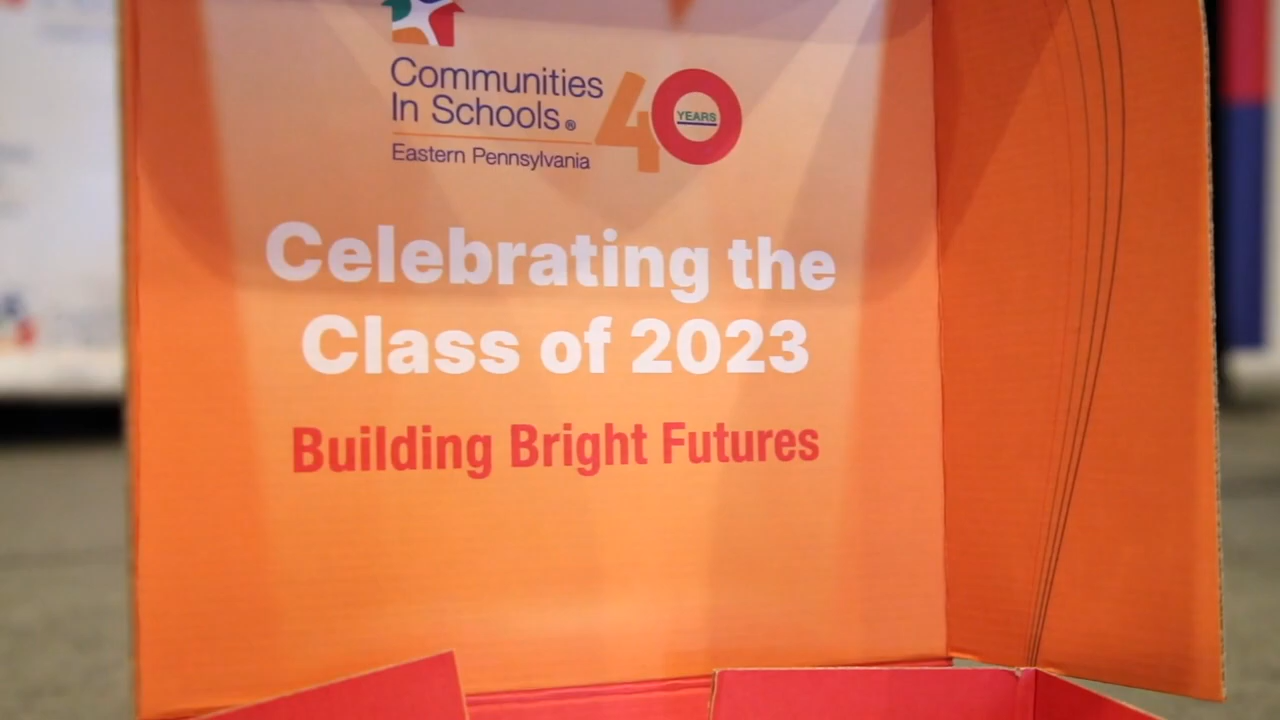 Communities
In Schools®
Eastern Pennsylvania
40
YEARS
Celebrating the
Class of 2023
Building Bright Futures